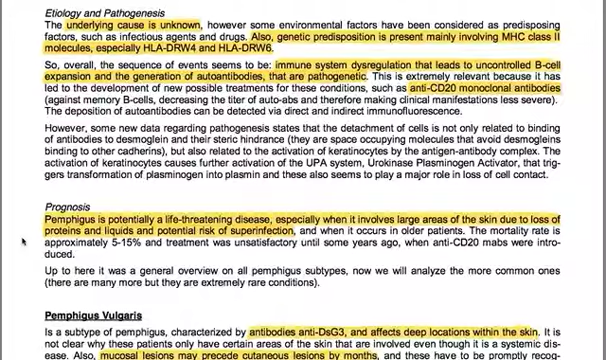 Etiology and Pathogenesis
The underlying cause is unknown, however some environmental factors have been considered as predisposing
factors, such as infectious agents and drugs. Also, genetic predisposition is present mainly involving MHC class II
molecules, especially HLA-DRW4 and HLA-DRW6.
So, overall, the sequence of events seems to be: immune system dysregulation that leads to uncontrolled B-cell
expansion and the generation of autoantibodies, that are pathogenetic. This is extremely relevant because it has
led to the development of new possible treatments for these conditions, such as anti-CD20 monoclonal antibodies
(against memory B-cells, decreasing the titer of auto-abs and therefore making clinical manifestations less severe).
The deposition of autoantibodies can be detected via direct and indirect immunofluorescence.
However, some new data regarding pathogenesis states that the detachment of cells is not only related to binding
of antibodies to desmoglein and their steric hindrance (they are space occupying molecules that avoid desmogleins
binding to other cadherins), but also related to the activation of keratinocytes by the antigen-antibody complex. The
activation of keratinocytes causes further activation of the UPA system, Urokinase Plasminogen Activator, that trig-
gers transformation of plasminogen into plasmin and these also seems to play a major role in loss of cell contact.
Prognosis
Pemphigus is potentially a life-threatening disease, especially when it involves large areas of the skin due to loss of
proteins and liquids and potential risk of superinfection, and when it occurs in older patients. The mortality rate is
approximately 5-15% and treatment was unsatisfactory until some years ago, when anti-CD20 mabs were intro-
duced.
Up to here it was a general overview on all pemphigus subtypes, now we will analyze the more common ones
(there are many more but they are extremely rare conditions).
Pemphigus Vulgaris
Is a subtype of pemphigus, characterized by antibodies anti-DsG3, and affects deep locations within the skin. It is
not clear why these patients only have certain areas of the skin that are involved even though is a systemic dis-
ease. Also, mucosal lesions may precede cutaneous lesions by months, and these have to be promptly recog-